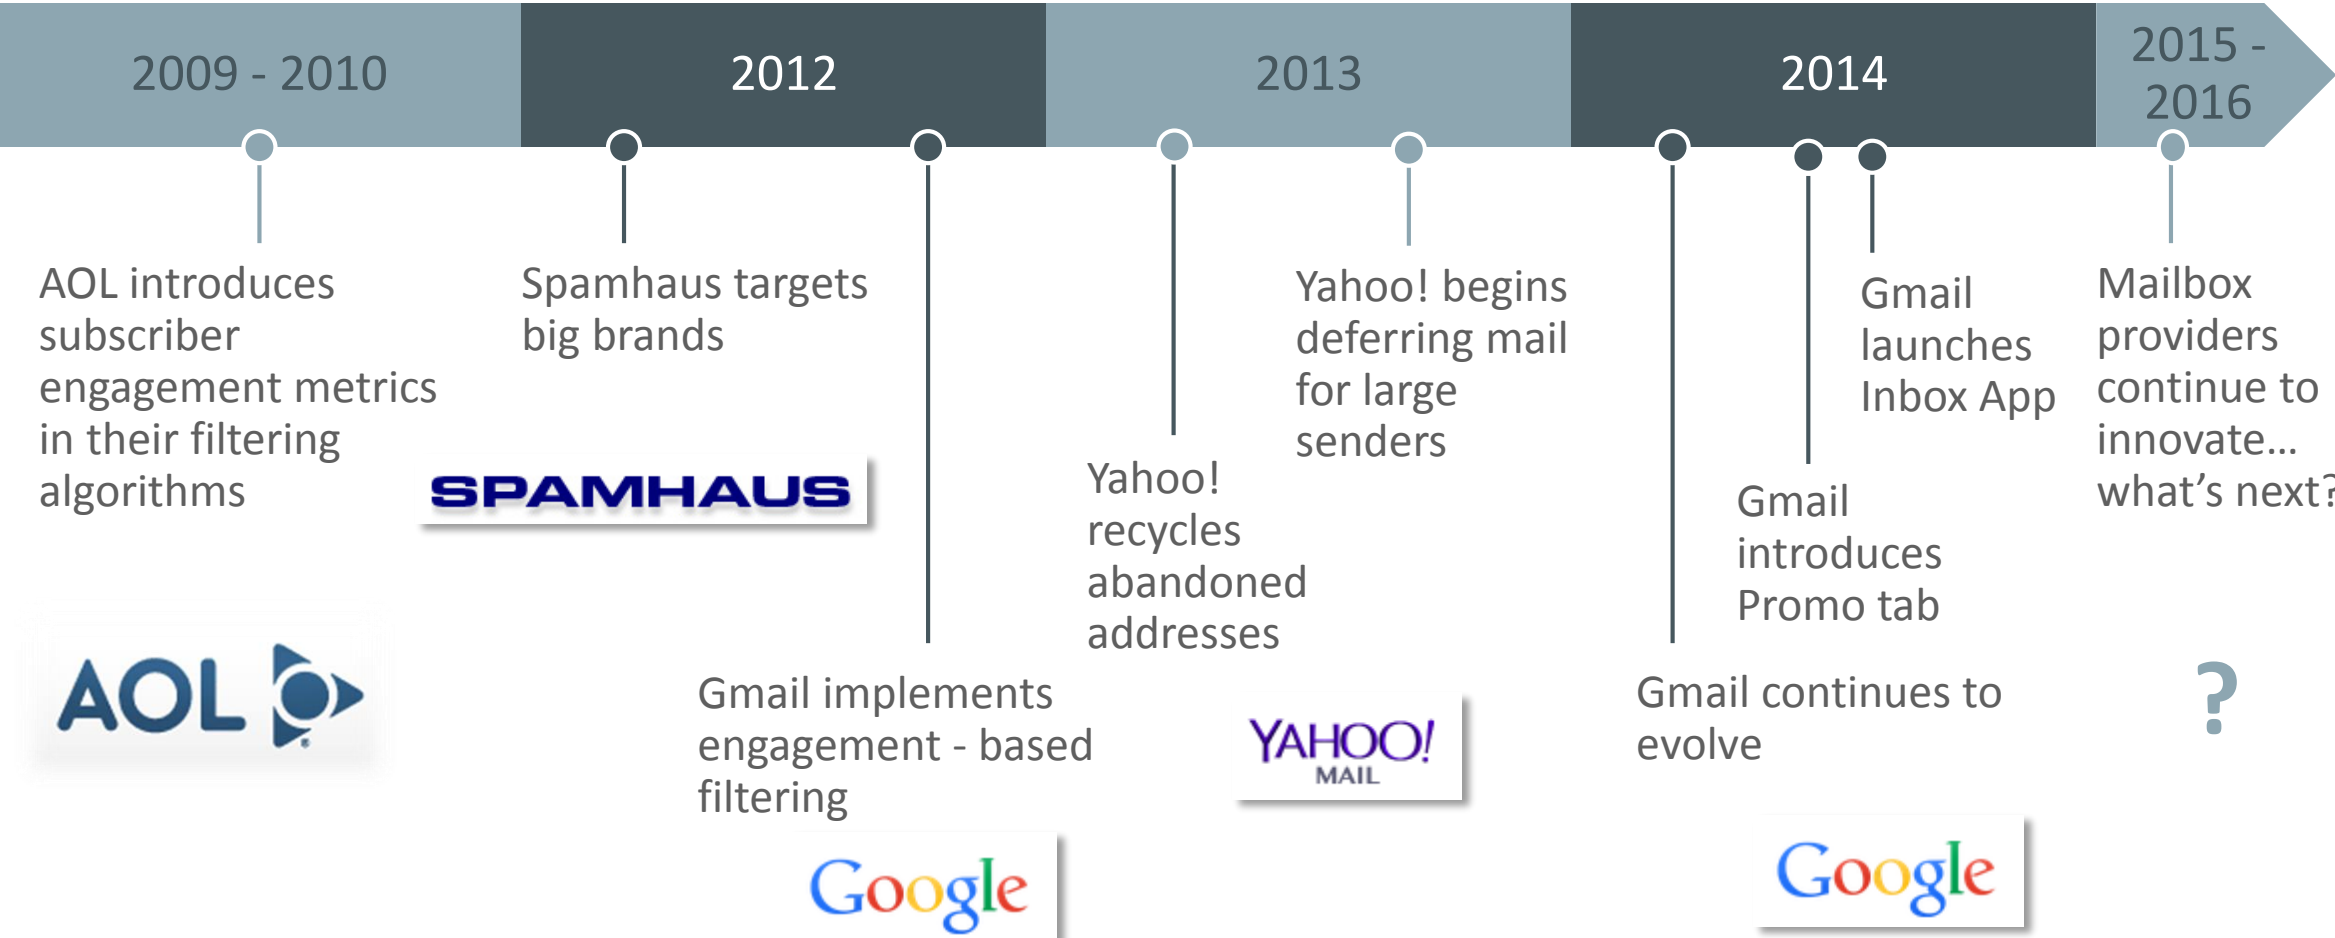 2009 - 2010
2012
2013
2014
2015 -
2016
AOL introduces
subscriber
engagement metrics
in their filtering
algorithms
AOL
Spamhaus targets
big brands
SPAMHAUS
Gmail implements
engagement - based
filtering
Google
Yahoo!
recycles
abandoned
addresses
Yahoo! begins
deferring mail
for large
senders
YAHOO!
MAIL
Gmail continues to
evolve
Gmail
introduces
Promo tab
Gmail
launches
Inbox App
Google
Mailbox
providers
continue to
innovate…
what’s next?
?